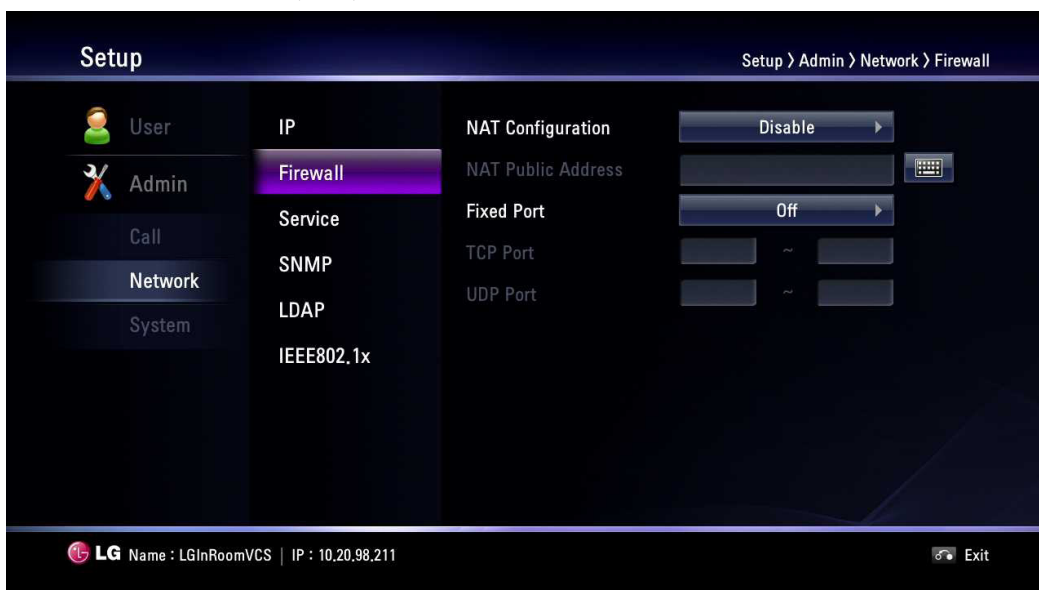 Setup
Setup > Admin > Network > Firewall
User
Admin
Call
Network
System
IP
Firewall
Service
SNMP
LDAP
IEEE802.1x
NAT Configuration Disable
NAT Public Address
Fixed Port Off
TCP Port ~
UDP Port ~
LG Name : LGInRoomVCS | IP : 10.20.98.211
Exit